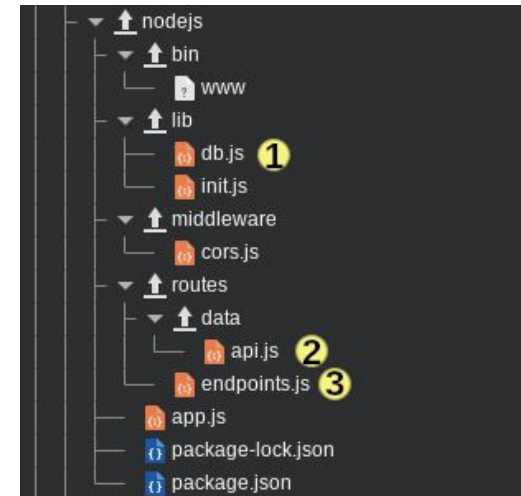 nodejs
bin
www
lib
db.js 1
init.js
middleware
cors.js
routes
data
api.js 2
endpoints.js 3
app.js
package-lock.json
package.json